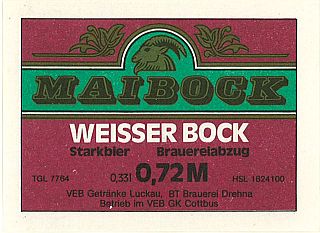 MAIBOCK
WEISSER BOCK
Starkbier Brauereiabzug
TGL 7764 0,33l 0,72M HSL 1824100
VEB Getränke Luckau, BT Brauerei Drehna
Betrieb im VEB GK Cottbus